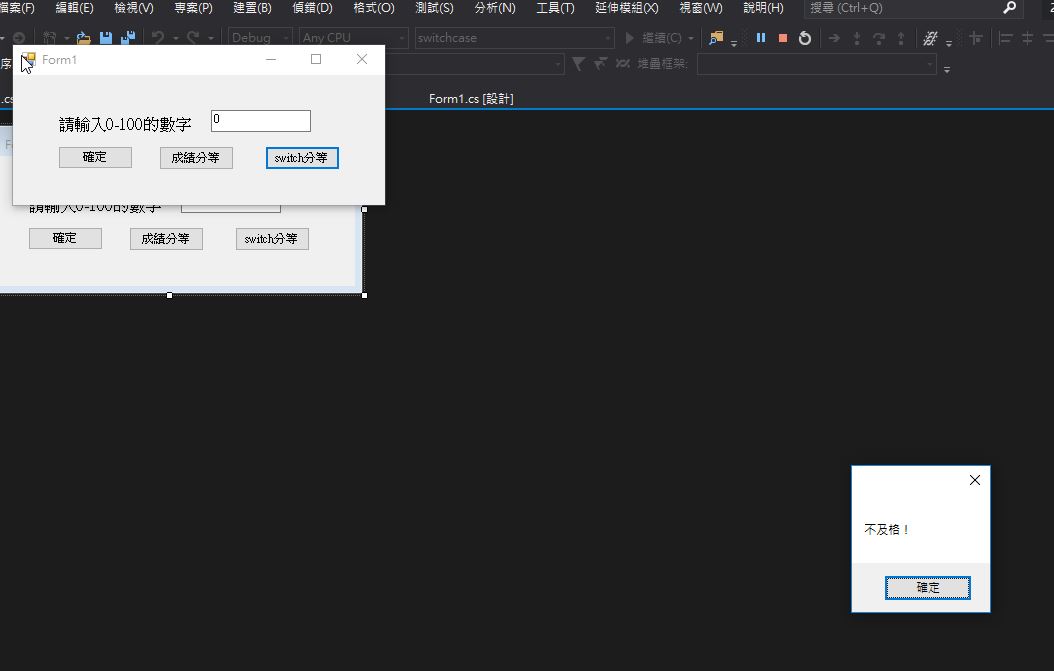 檔案(F) 編輯(E) 檢視(V) 專案(P) 建置(B) 偵錯(D) 格式(O) 測試(S) 分析(N) 工具(T) 延伸模組(X) 視窗(W) 說明(H) 搜尋 (Ctrl+Q)
Debug Any CPU switchcase 繼續(C)
序 堆疊框架:
.cs Form1.cs [設計]
Form1
請輸入0-100的數字 0
確定 成績分等 switch分等
請輸入0-100的數字
確定 成績分等 switch分等
不及格！
確定